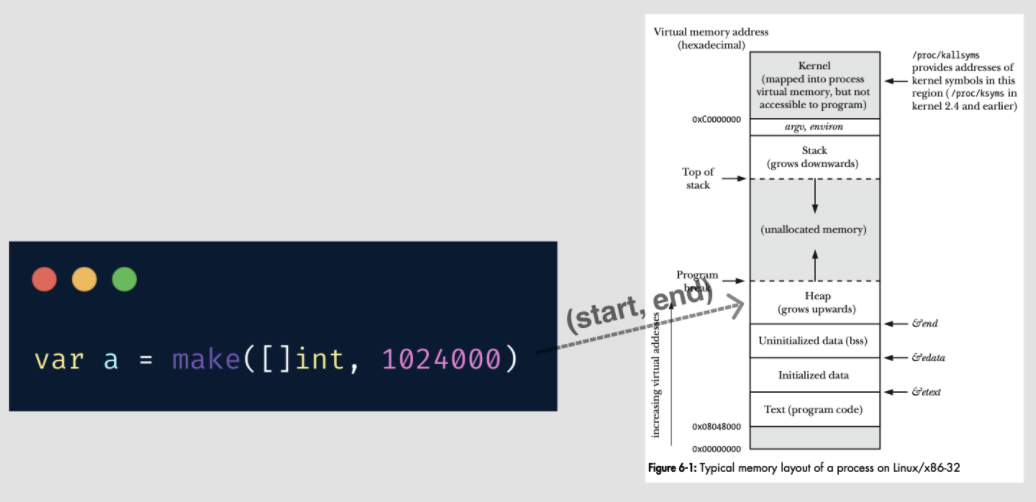 var a = make([]int, 1024000)
(start, end)
Virtual memory address
(hexadecimal)
Kernel
(mapped into process
virtual memory, but not
accessible to program)
/proc/kallsyms
provides addresses of
kernel symbols in this
region (/proc/ksyms in
kernel 2.4 and earlier)
0xC0000000
argv, environ
Stack
(grows downwards)
Top of
stack
(unallocated memory)
Program
break
Heap
(grows upwards)
&end
Uninitialized data (bss)
&edata
Initialized data
&etext
Text (program code)
increasing virtual addresses
0x08048000
0x00000000
Figure 6-1: Typical memory layout of a process on Linux/x86-32